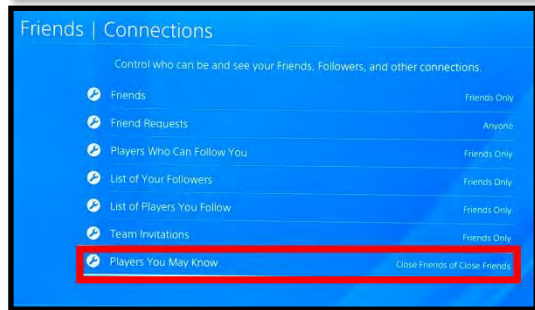 Friends | Connections
Control who can be and see your Friends, Followers, and other connections.
Friends Friends Only
Friend Requests Anyone
Players Who Can Follow You Friends Only
List of Your Followers Friends Only
List of Players You Follow Friends Only
Team Invitations Friends Only
Players You May Know Close Friends of Close Friends